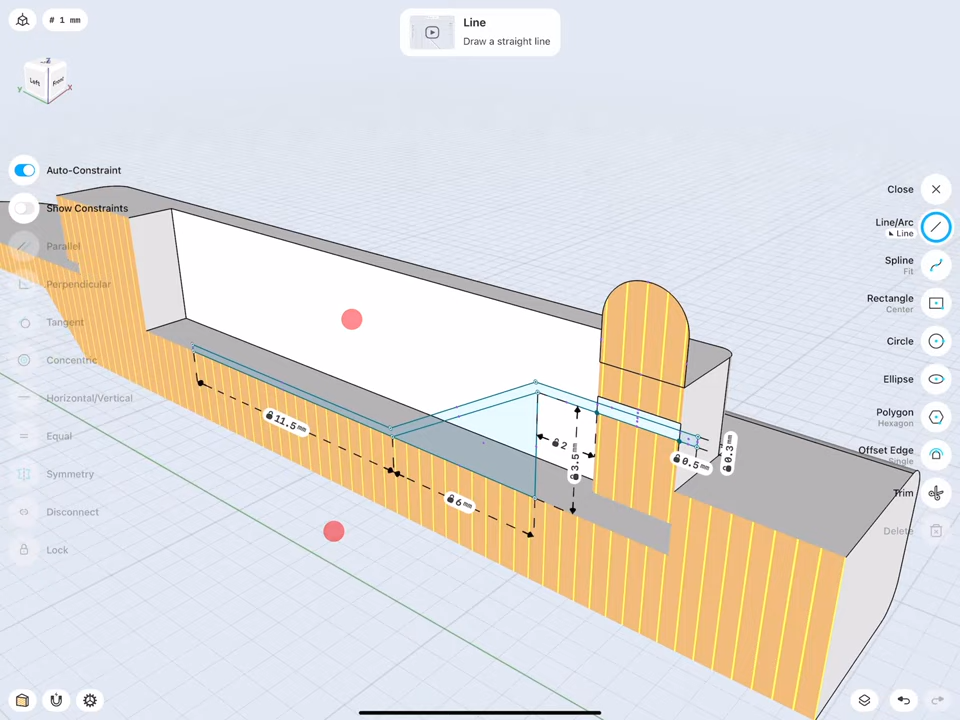 # 1 mm
Line
Draw a straight line
Z
Left
Front
Y
X
Auto-Constraint
Show Constraints
Parallel
Perpendicular
Tangent
Concentric
Horizontal/Vertical
Equal
Symmetry
Disconnect
Lock
11.5 mm
6 mm
2
3.5 mm
0.5 mm
0.3 mm
Close
Line/Arc
Line
Spline
Fit
Rectangle
Center
Circle
Ellipse
Polygon
Hexagon
Offset Edge
Single
Trim
Delete